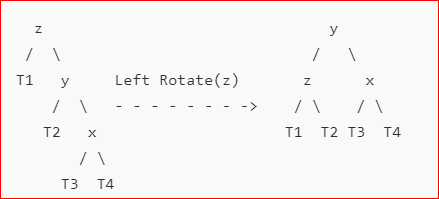 z                                y
/  \                            /   \
T1   y     Left Rotate(z)       z      x
/  \   - - - - - - - ->    / \    / \
T2   x                    T1  T2 T3  T4
/ \
T3  T4